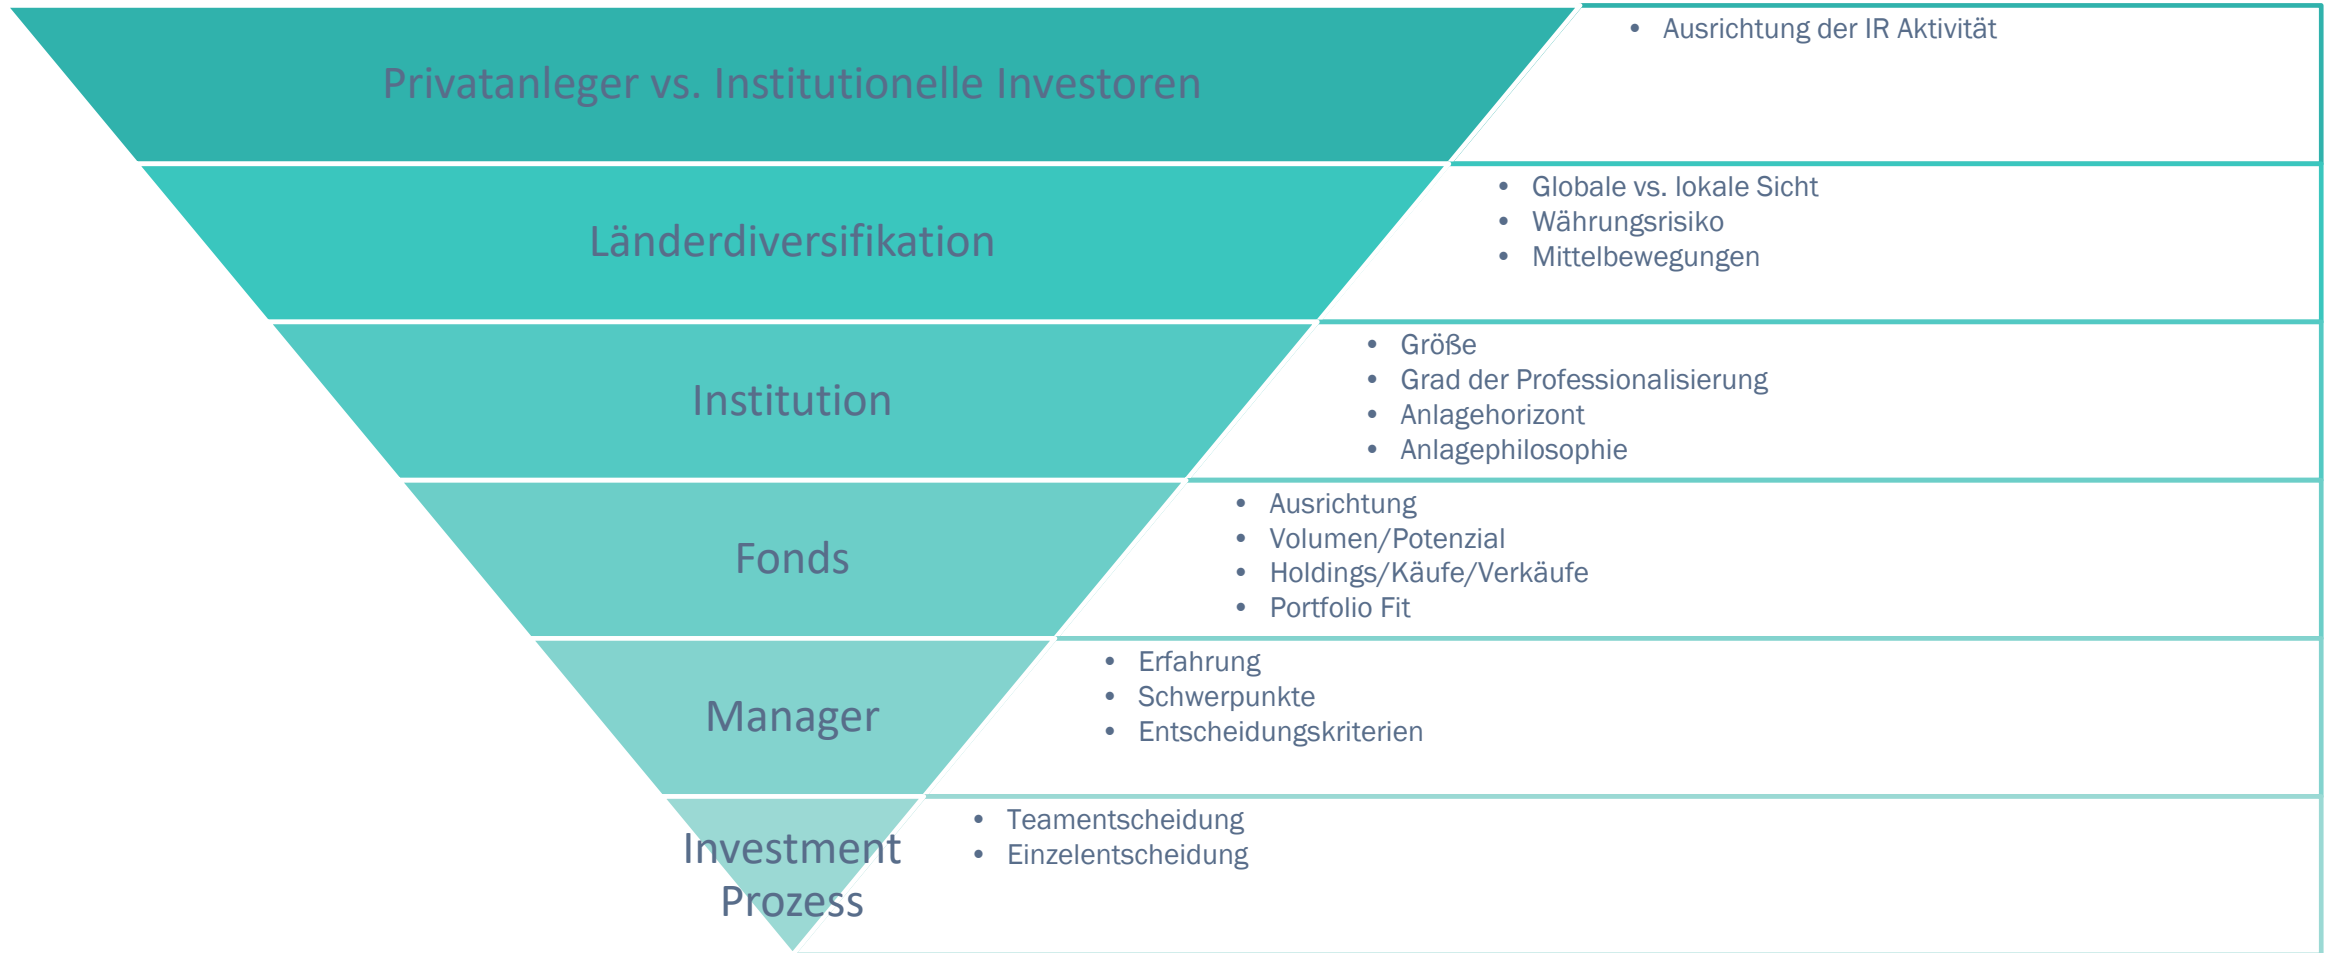 Privatanleger vs. Institutionelle Investoren
• Ausrichtung der IR Aktivität
Länderdiversifikation
• Globale vs. lokale Sicht
• Währungsrisiko
• Mittelbewegungen
Institution
• Größe
• Grad der Professionalisierung
• Anlagehorizont
• Anlagephilosophie
Fonds
• Ausrichtung
• Volumen/Potenzial
• Holdings/Käufe/Verkäufe
• Portfolio Fit
Manager
• Erfahrung
• Schwerpunkte
• Entscheidungskriterien
Investment
Prozess
• Teamentscheidung
• Einzelentscheidung